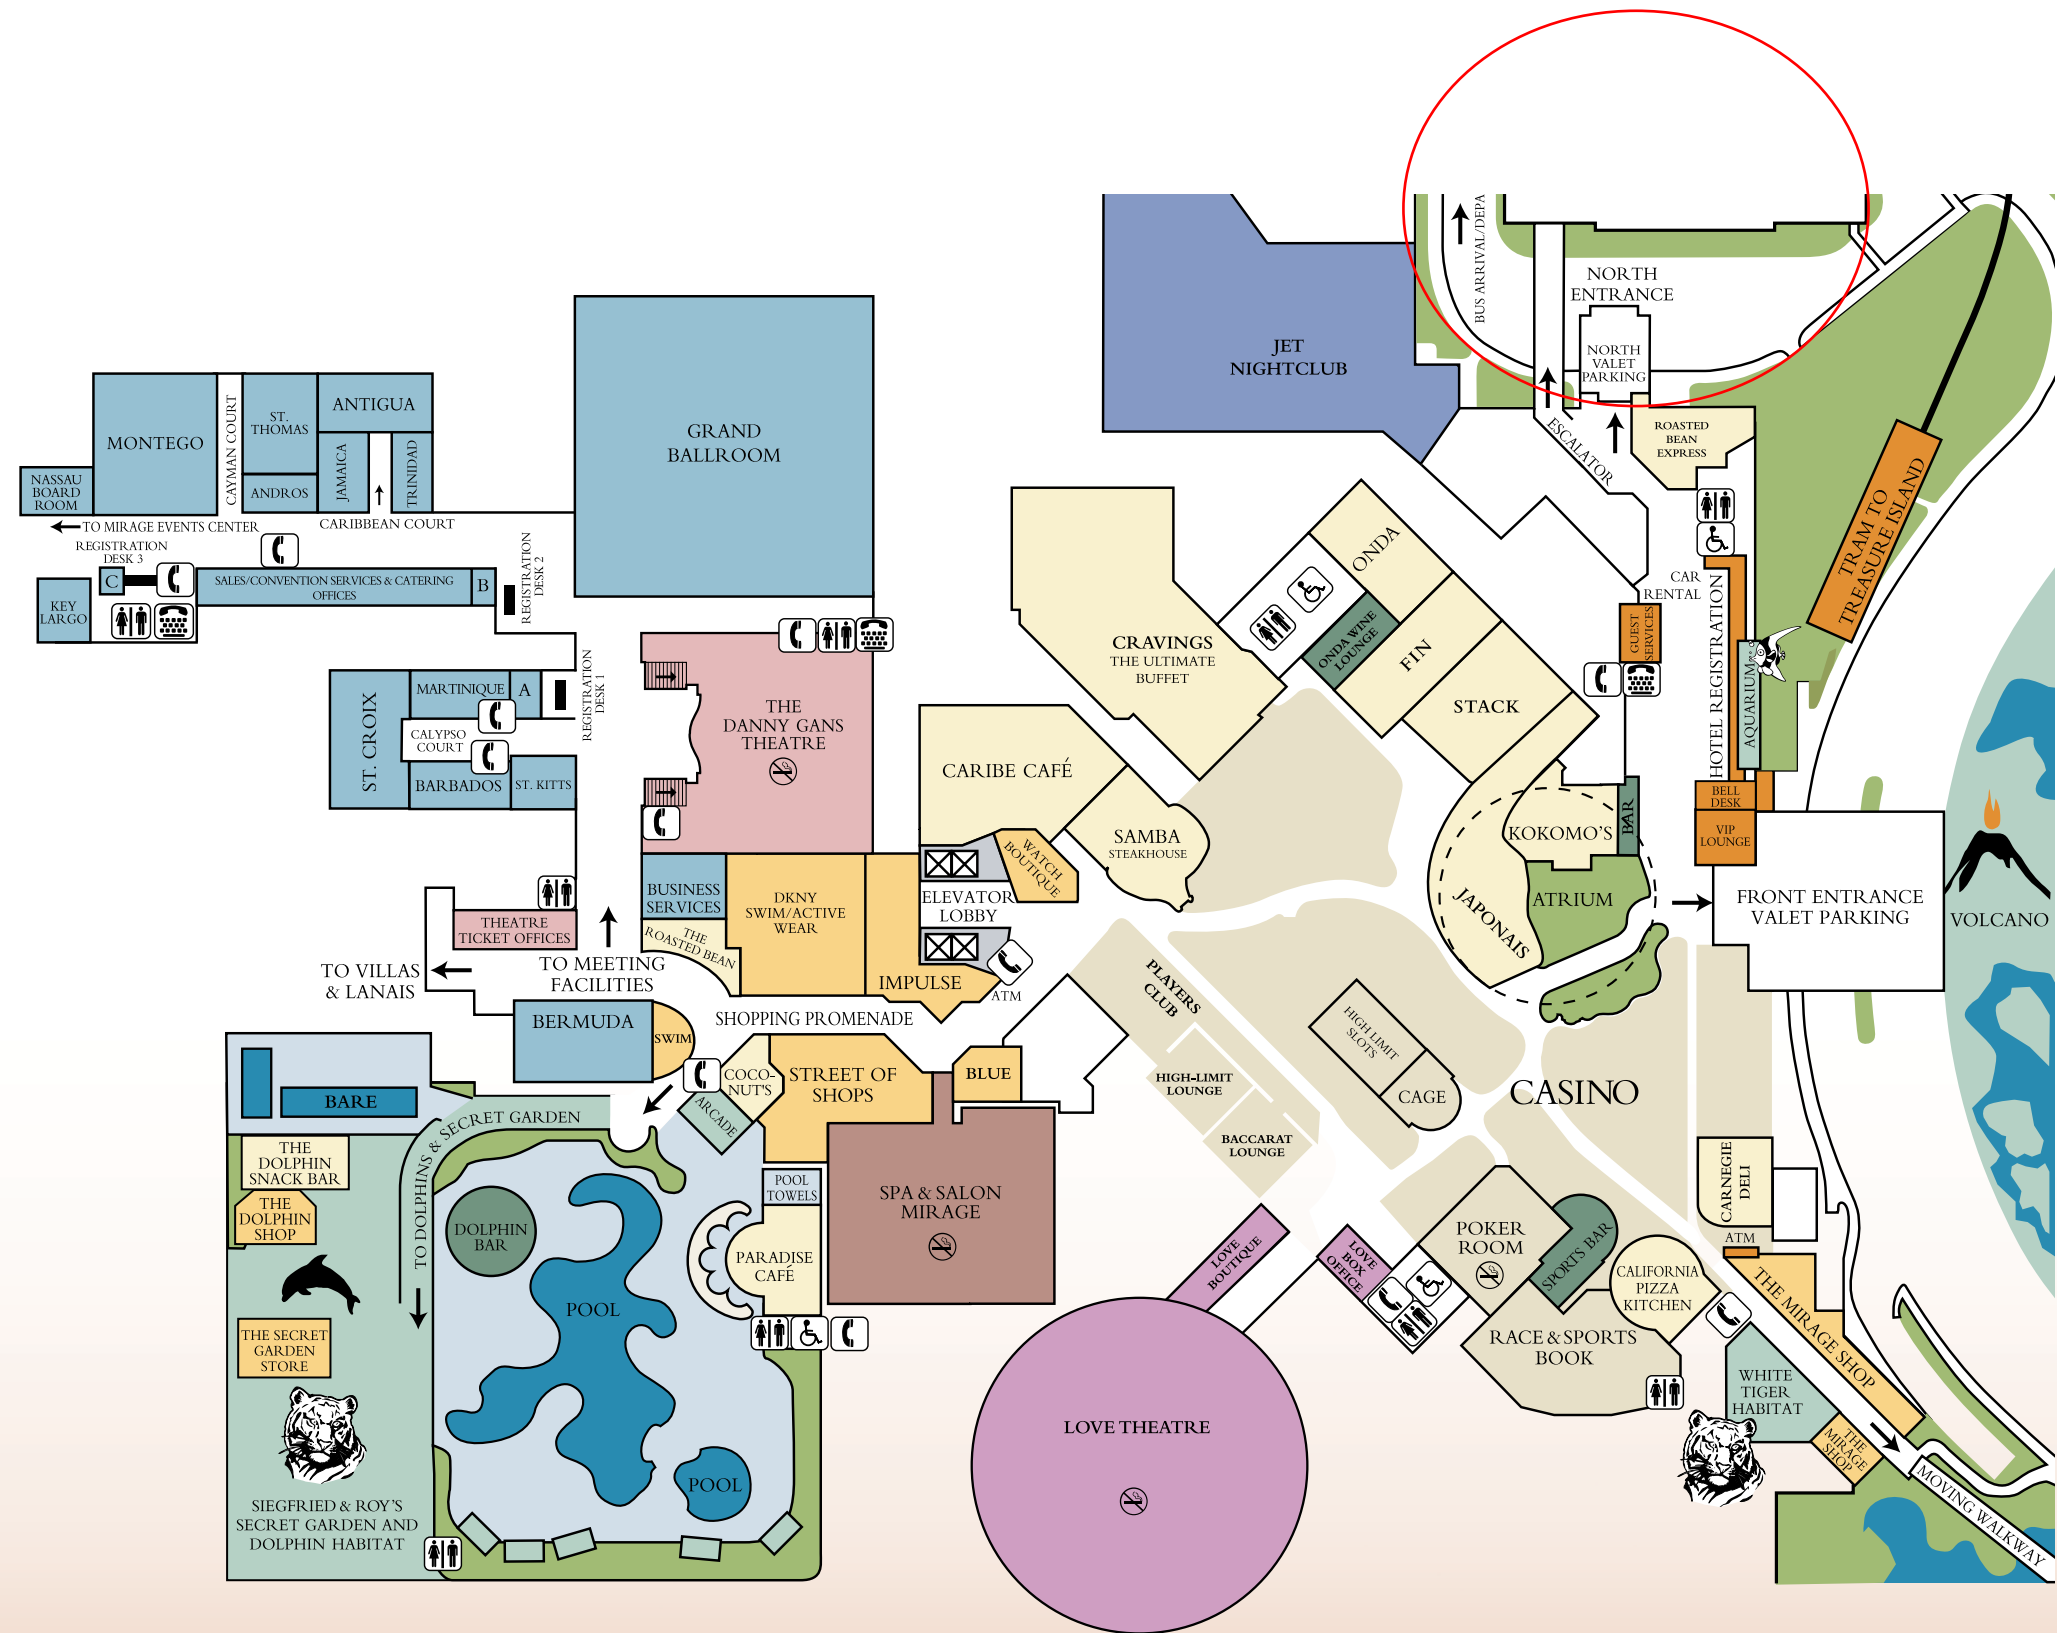 BUS ARRIVAL/DEPA
NORTH
ENTRANCE
NORTH
VALET
PARKING
JET
NIGHTCLUB
ESCALATOR
ROASTED
BEAN
EXPRESS
TRAM TO
TREASURE ISLAND
GRAND
BALLROOM
MONTEGO
CAYMAN COURT
ST.
THOMAS
ANTIGUA
ANDROS
JAMAICA
TRINIDAD
NASSAU
BOARD
ROOM
TO MIRAGE EVENTS CENTER
CARIBBEAN COURT
REGISTRATION
DESK 3
C
KEY
LARGO
SALES/CONVENTION SERVICES & CATERING
OFFICES
B
REGISTRATION
DESK 2
ST. CROIX
MARTINIQUE
A
REGISTRATION
DESK 1
CALYPSO
COURT
BARBADOS
ST. KITTS
THE
DANNY GANS
THEATRE
CRAVINGS
THE ULTIMATE
BUFFET
ONDA
ONDA WINE
LOUNGE
FIN
STACK
CAR
RENTAL
GUEST
SERVICES
HOTEL REGISTRATION
AQUARIUM
BELL
DESK
VIP
LOUNGE
CARIBE CAFÉ
SAMBA
STEAKHOUSE
WATCH
BOUTIQUE
ELEVATOR
LOBBY
ATM
KOKOMO'S
BAR
ATRIUM
JAPONAIS
FRONT ENTRANCE
VALET PARKING
VOLCANO
BUSINESS
SERVICES
THE
ROASTED BEAN
DKNY
SWIM/ACTIVE
WEAR
IMPULSE
THEATRE
TICKET OFFICES
TO VILLAS
& LANAIS
TO MEETING
FACILITIES
SHOPPING PROMENADE
BERMUDA
SWIM
COCO-
NUT'S
ARCADE
STREET OF
SHOPS
BLUE
PLAYERS
CLUB
HIGH-LIMIT
LOUNGE
BACCARAT
LOUNGE
HIGH LIMIT
SLOTS
CAGE
CASINO
BARE
TO DOLPHINS & SECRET GARDEN
THE
DOLPHIN
SNACK BAR
THE
DOLPHIN
SHOP
DOLPHIN
BAR
POOL
POOL
TOWELS
PARADISE
CAFÉ
SPA & SALON
MIRAGE
THE SECRET
GARDEN
STORE
SIEGFRIED & ROY'S
SECRET GARDEN AND
DOLPHIN HABITAT
POOL
LOVE
BOUTIQUE
LOVE
BOX
OFFICE
LOVE THEATRE
POKER
ROOM
SPORTS BAR
CALIFORNIA
PIZZA
KITCHEN
RACE & SPORTS
BOOK
CARNEGIE
DELI
ATM
THE MIRAGE SHOP
WHITE
TIGER
HABITAT
THE
MIRAGE
SHOP
MOVING WALKWAY